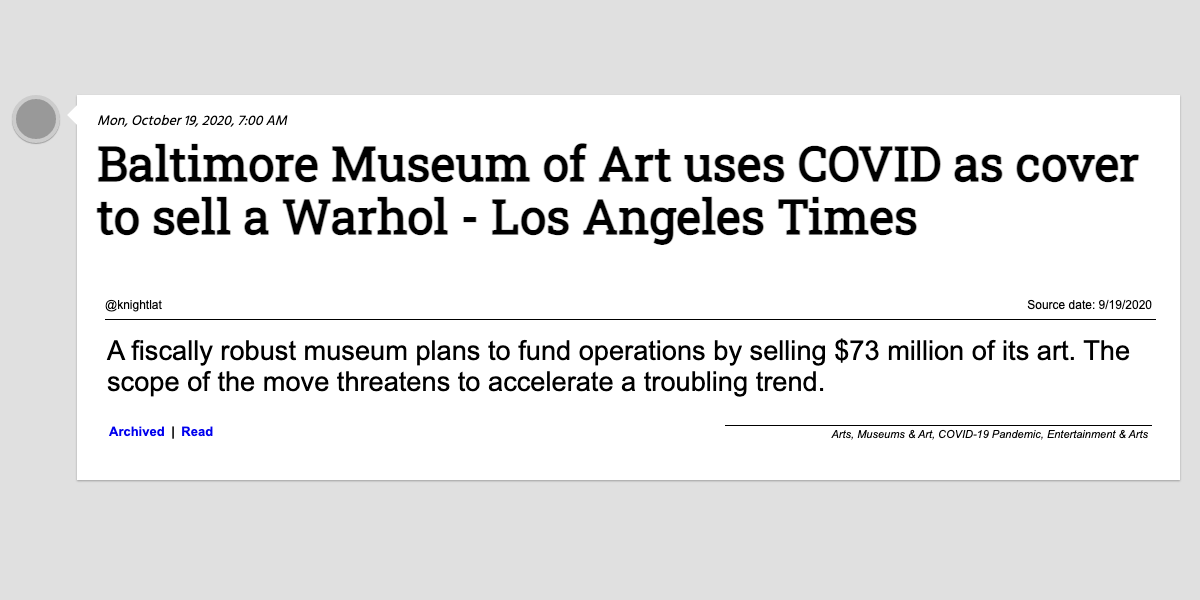 Mon, October 19, 2020, 7:00 AM
Baltimore Museum of Art uses COVID as cover
to sell a Warhol - Los Angeles Times
@knightlat
Source date: 9/19/2020
A fiscally robust museum plans to fund operations by selling $73 million of its art. The
scope of the move threatens to accelerate a troubling trend.
Archived | Read
Arts, Museums & Art, COVID-19 Pandemic, Entertainment & Arts